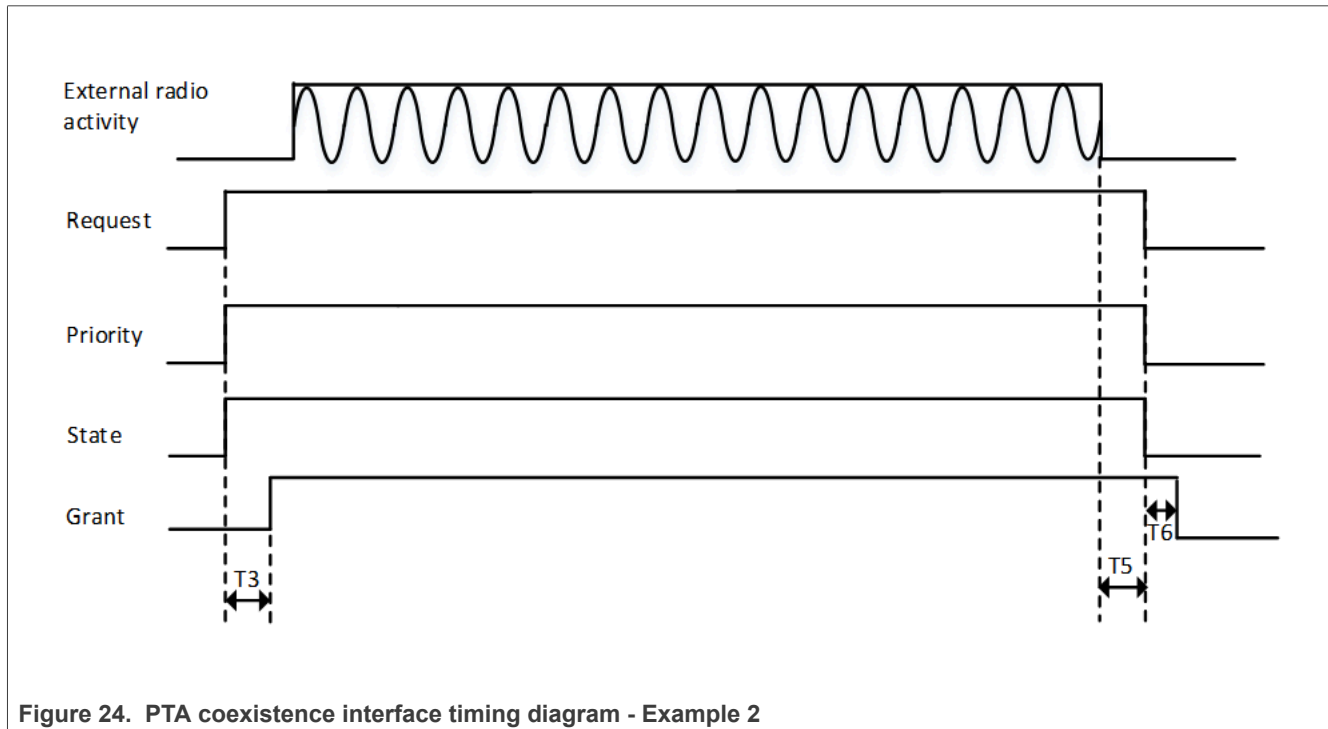 External radio
activity
Request
Priority
State
Grant
T6
T5
T3
Figure 24. PTA coexistence interface timing diagram - Example 2